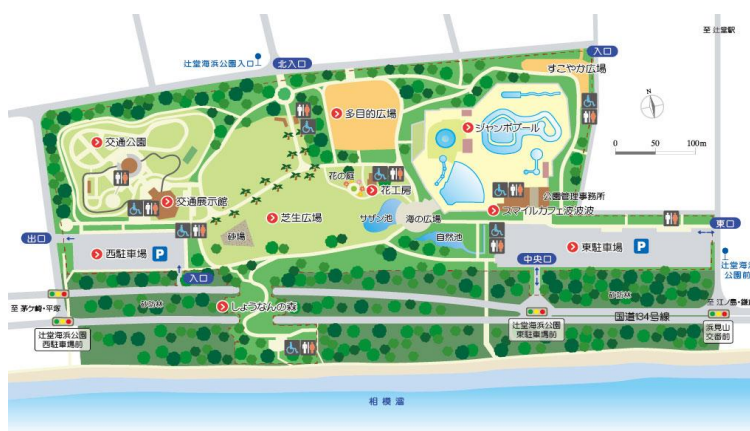 至 辻堂駅
辻堂海浜公園入口
北入口
入口
すこやか広場
N
0 50 100m
多目的広場
ジャンボプール
交通公園
花の庭
花工房
公園管理事務所
交通展示館
芝生広場
サザン池
海の広場
スマイルカフェ波波波
砂場
自然池
出口
西駐車場
P
入口
東駐車場
P
中央口
東口
辻堂海浜
公園前
至 茅ケ崎・平塚
しょうなんの森
砂防林
砂防林
国道134号線
辻堂海浜公園
西駐車場前
辻堂海浜公園
東駐車場前
浜見山
交番前
相模灘